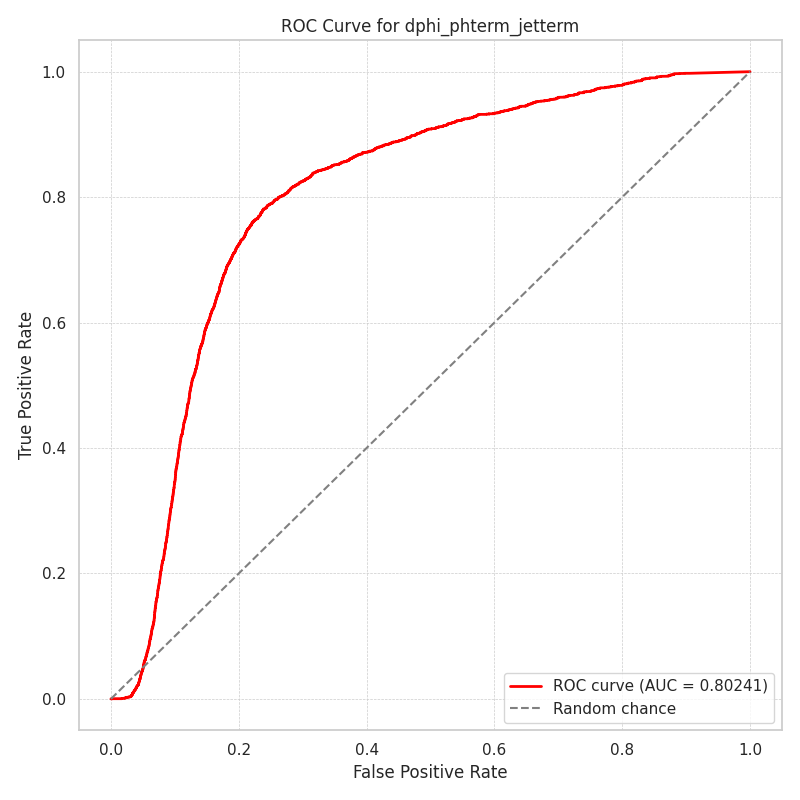 ROC Curve for dphi_phterm_jetterm
True Positive Rate
1.0
0.8
0.6
0.4
0.2
0.0
ROC curve (AUC = 0.80241)
Random chance
0.0 0.2 0.4 0.6 0.8 1.0
False Positive Rate